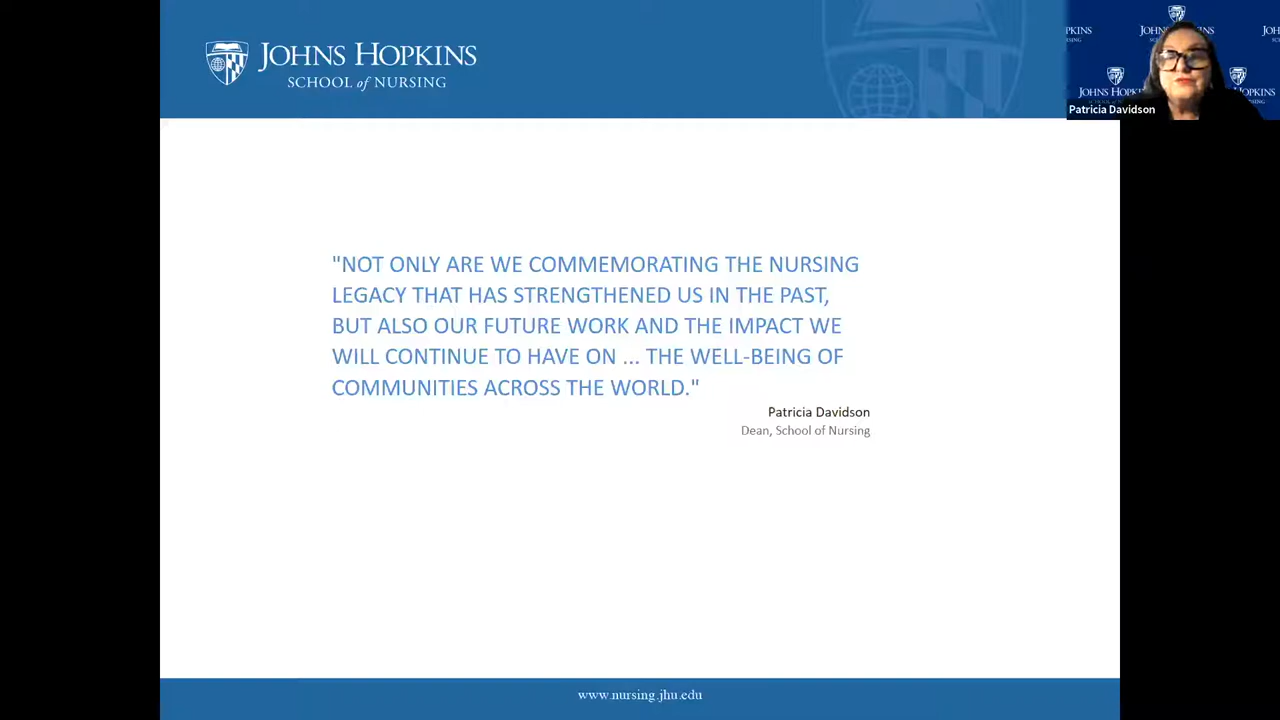 JOHNS HOPKINS
SCHOOL of NURSING
"NOT ONLY ARE WE COMMEMORATING THE NURSING
LEGACY THAT HAS STRENGTHENED US IN THE PAST,
BUT ALSO OUR FUTURE WORK AND THE IMPACT WE
WILL CONTINUE TO HAVE ON ... THE WELL-BEING OF
COMMUNITIES ACROSS THE WORLD."
Patricia Davidson
Dean, School of Nursing
www.nursing.jhu.edu
Patricia Davidson